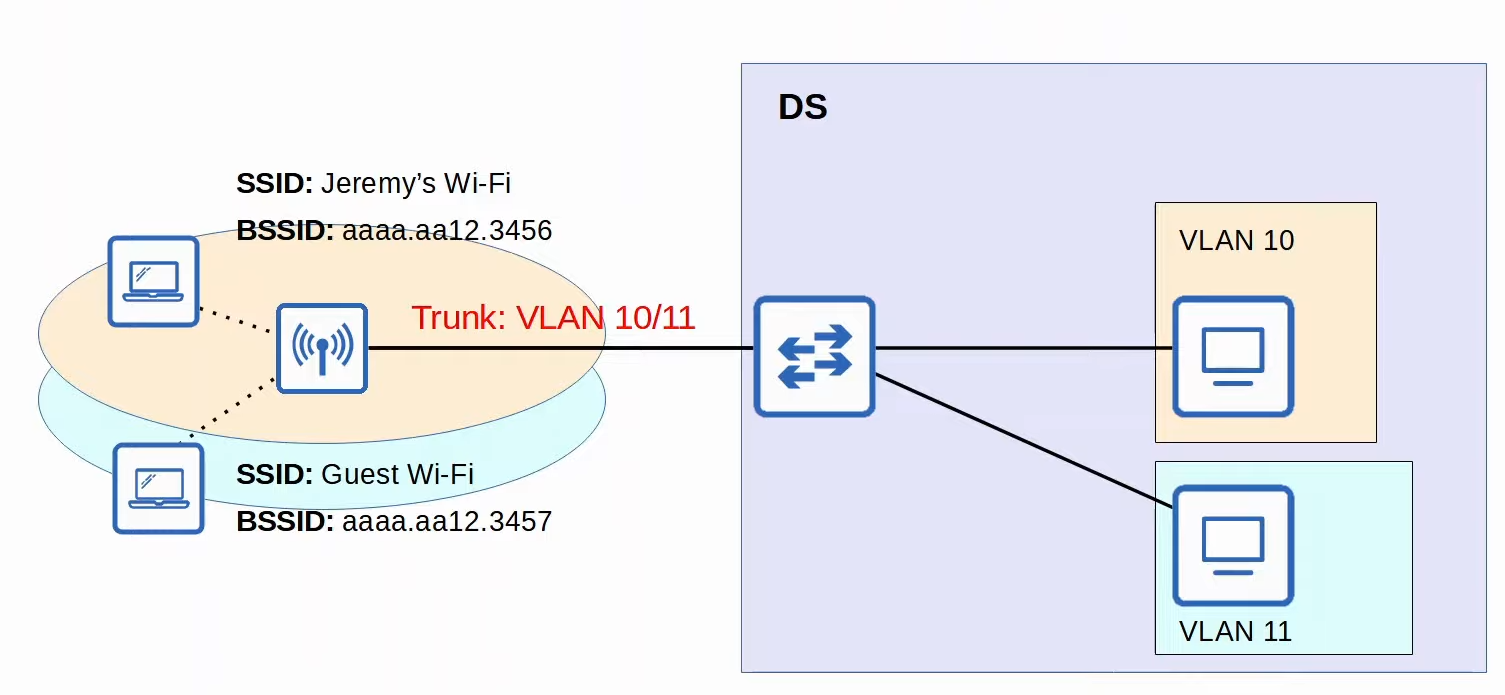 DS
SSID: Jeremy’s Wi-Fi
BSSID: aaaa.aa12.3456
VLAN 10
Trunk: VLAN 10/11
SSID: Guest Wi-Fi
BSSID: aaaa.aa12.3457
VLAN 11